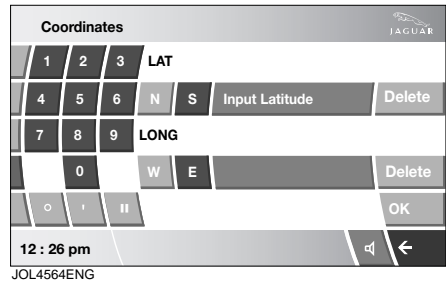 Coordinates
JAGUAR
1 2 3 LAT
4 5 6 N S Input Latitude Delete
7 8 9 LONG
0 W E Delete
° ' " OK
12 : 26 pm
JOL4564ENG